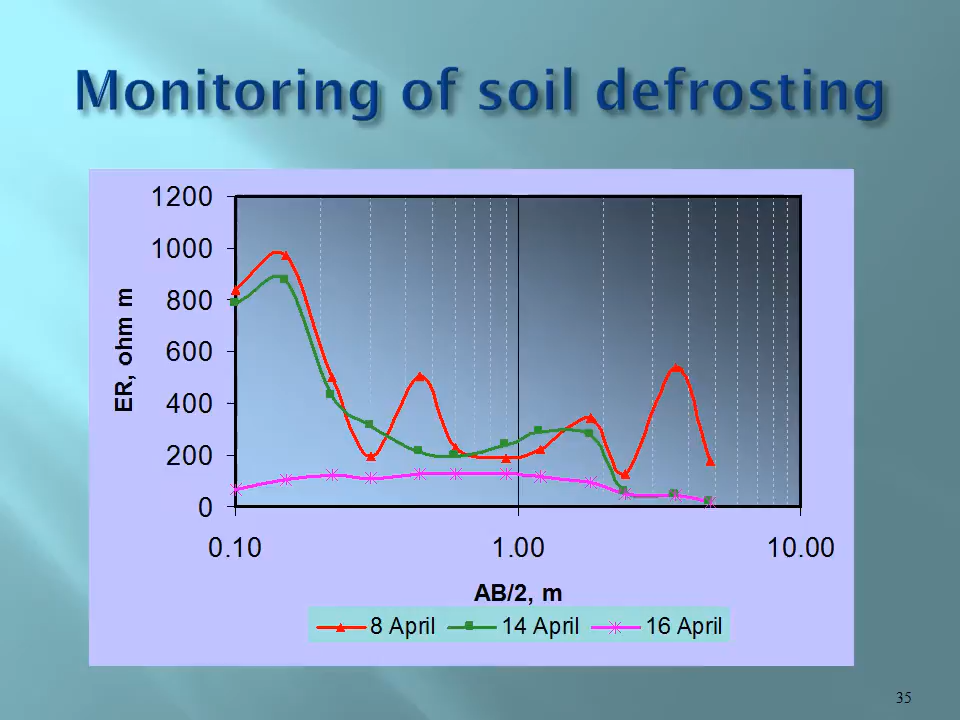 Monitoring of soil defrosting
1200
1000
800
600
400
200
0
ER, ohm m
0.10 1.00 10.00
AB/2, m
8 April 14 April 16 April
35